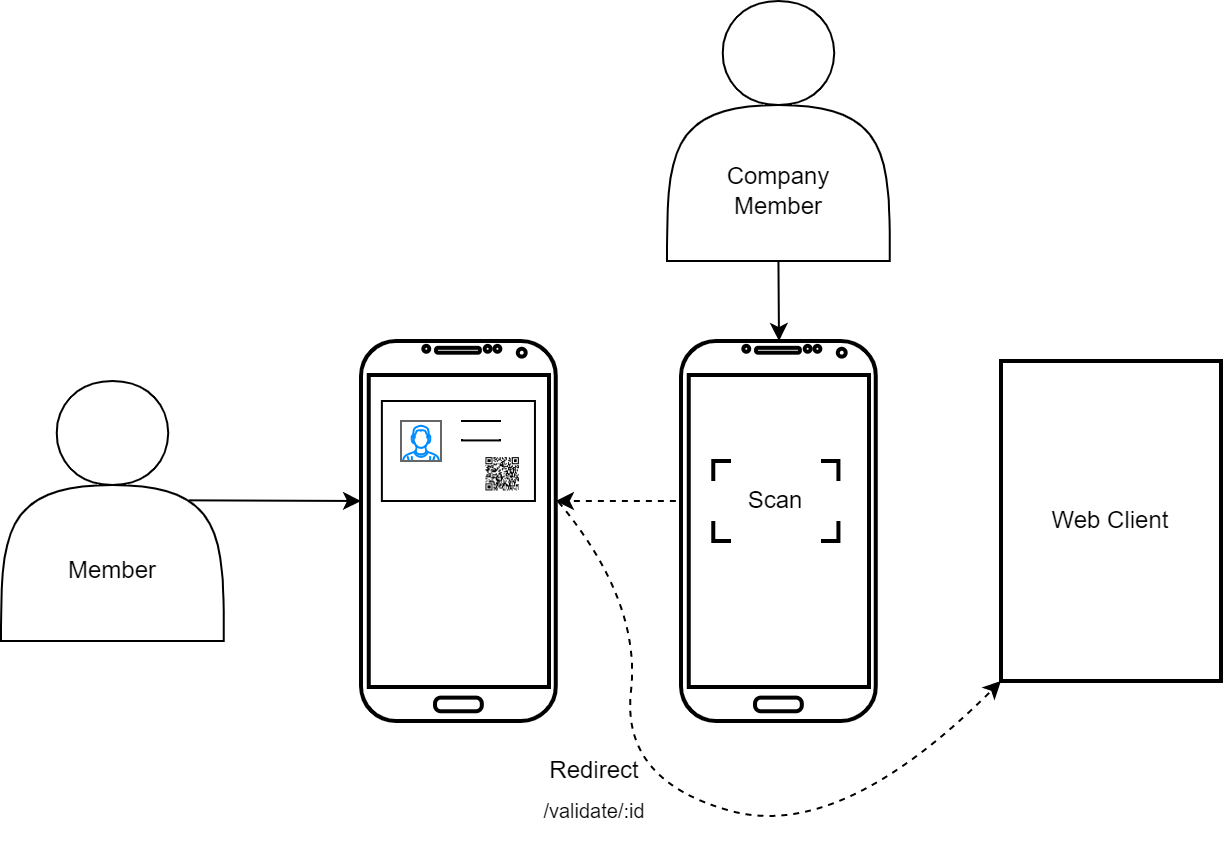 Company
Member
Scan
Web Client
Member
Redirect
/validate/:id